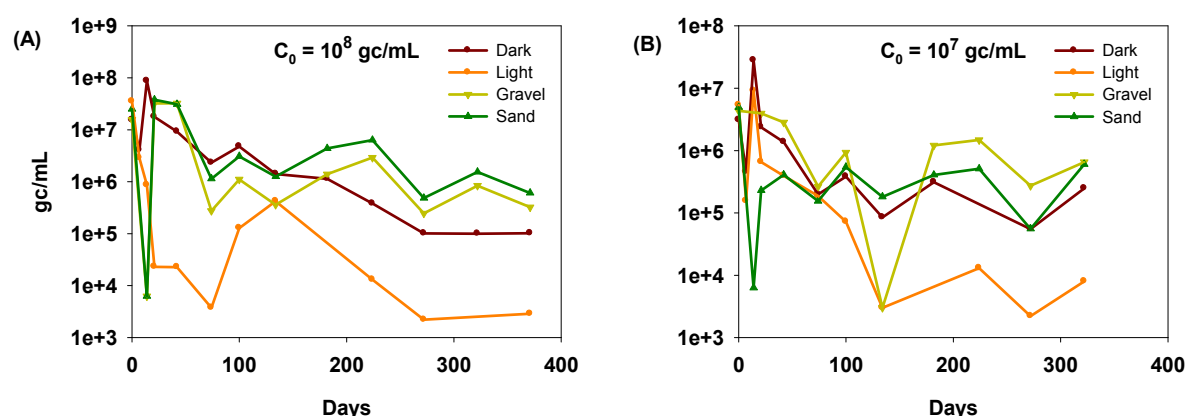 (A)
C₀ = 10⁸ gc/mL
Dark
Light
Gravel
Sand
gc/mL
1e+9
1e+8
1e+7
1e+6
1e+5
1e+4
1e+3
0 100 200 300 400
Days
(B)
C₀ = 10⁷ gc/mL
Dark
Light
Gravel
Sand
1e+8
1e+7
1e+6
1e+5
1e+4
1e+3
0 100 200 300 400
Days